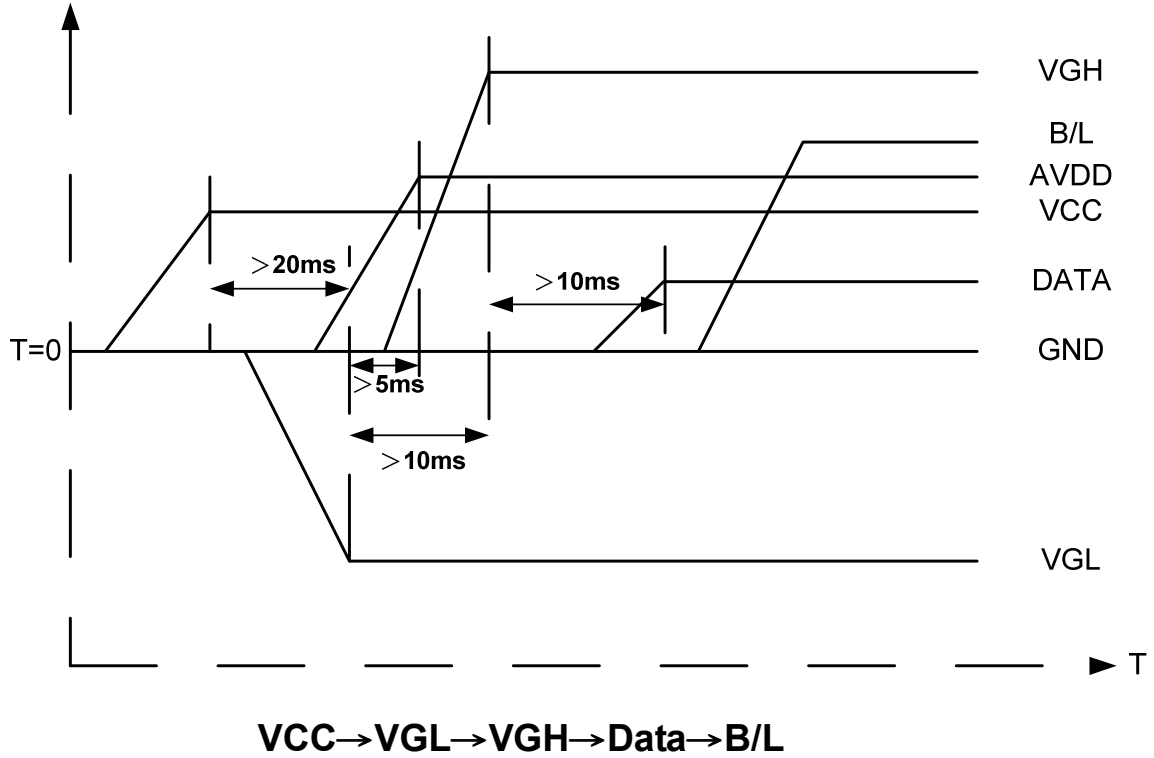 VGH
B/L
AVDD
VCC
>20ms
>10ms
DATA
T=0
GND
>5ms
>10ms
VGL
T
VCC→VGL→VGH→Data→B/L